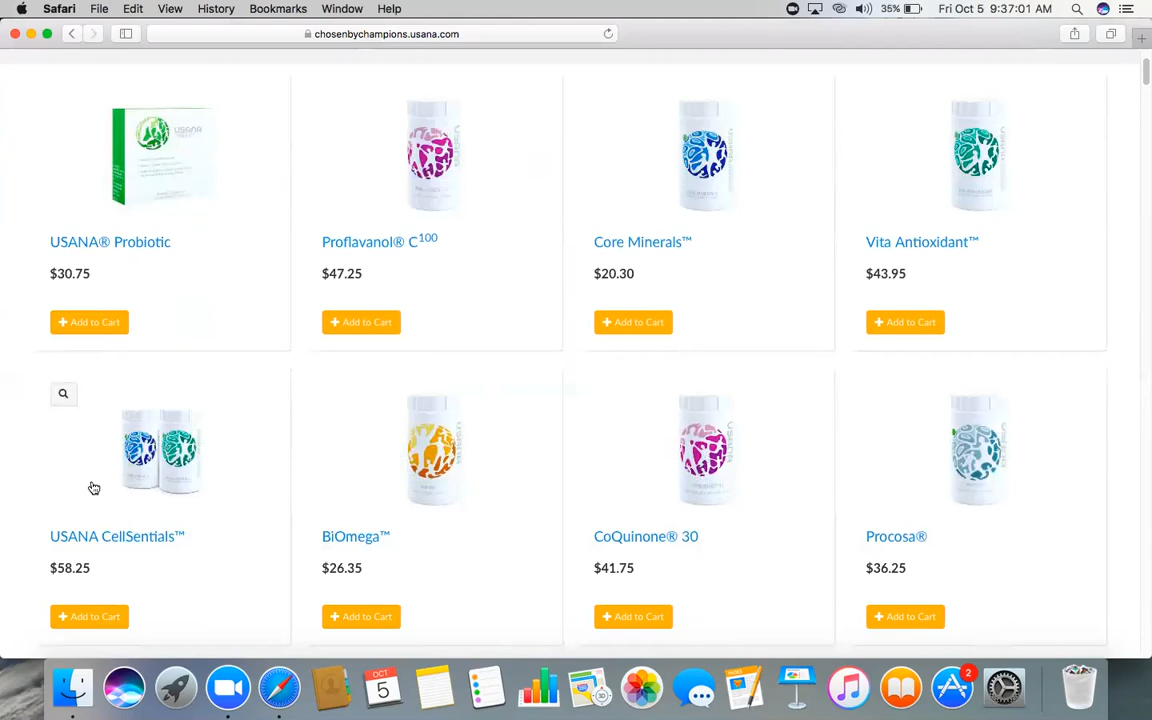 Safari File Edit View History Bookmarks Window Help 35% Fri Oct 5 9:37:01 AM
chosenbychampions.usana.com
USANA
USANA® Probiotic
Proflavanol® C100
Core Minerals™
Vita Antioxidant™
$30.75
$47.25
$20.30
$43.95
+ Add to Cart
+ Add to Cart
+ Add to Cart
+ Add to Cart
USANA CellSentials™
BiOmega™
CoQuinone® 30
Procosa®
$58.25
$26.35
$41.75
$36.25
+ Add to Cart
+ Add to Cart
+ Add to Cart
+ Add to Cart
OCT
5
3D
2